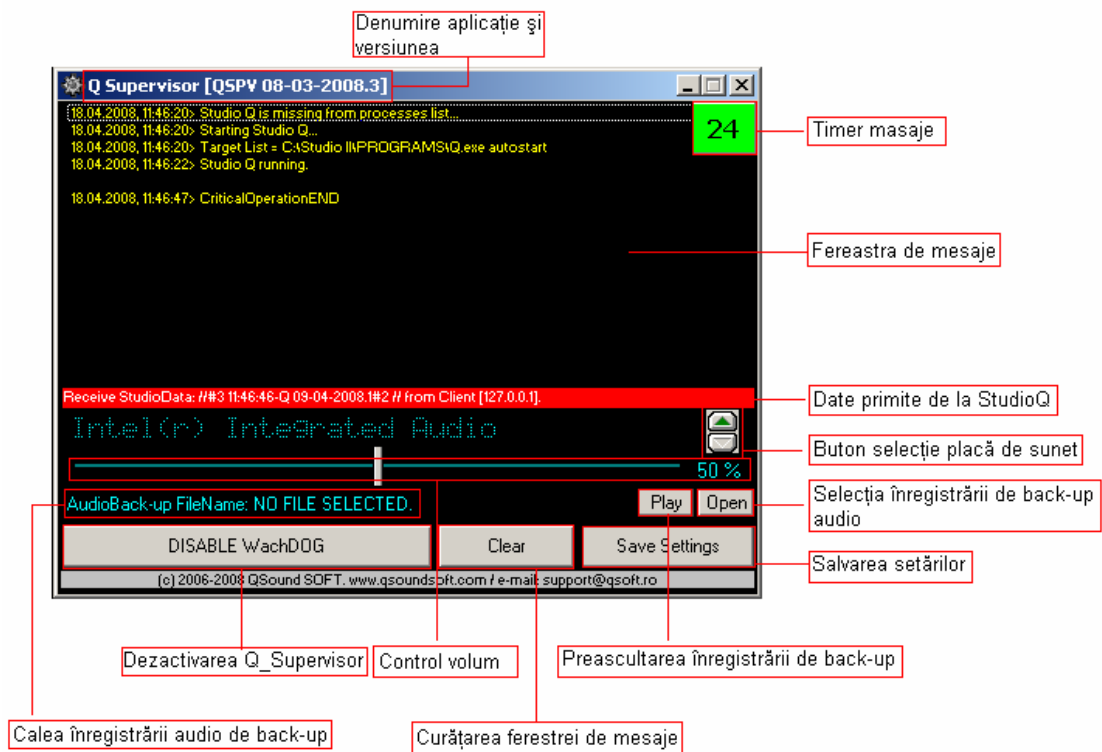 Denumire aplicație şi
versiunea
Q Supervisor [QSPV 08-03-2008.3]
18.04.2008, 11:46:20> Studio Q is missing from processes list...
18.04.2008, 11:46:20> Starting Studio Q...
18.04.2008, 11:46:20> Target List = C:\Studio II\PROGRAMS\Q.exe autostart
18.04.2008, 11:46:22> Studio Q running.
18.04.2008, 11:46:47> CriticalOperationEND
24
Timer masaje
Fereastra de mesaje
Receive StudioData: //#3 11:46:46-Q 09-04-2008.1#2 // from Client [127.0.0.1].
Date primite de la StudioQ
Intel(r) Integrated Audio
Buton selecție placă de sunet
50 %
AudioBack-up FileName: NO FILE SELECTED.
Play
Open
Selecția înregistrării de back-up
audio
DISABLE WachDOG
Clear
Save Settings
Salvarea setărilor
(c) 2006-2008 QSound SOFT. www.qsoundsoft.com / e-mail: support@qsoft.ro
Dezactivarea Q_Supervisor
Control volum
Preascultarea înregistrării de back-up
Calea înregistrării audio de back-up
Curățarea ferestrei de mesaje